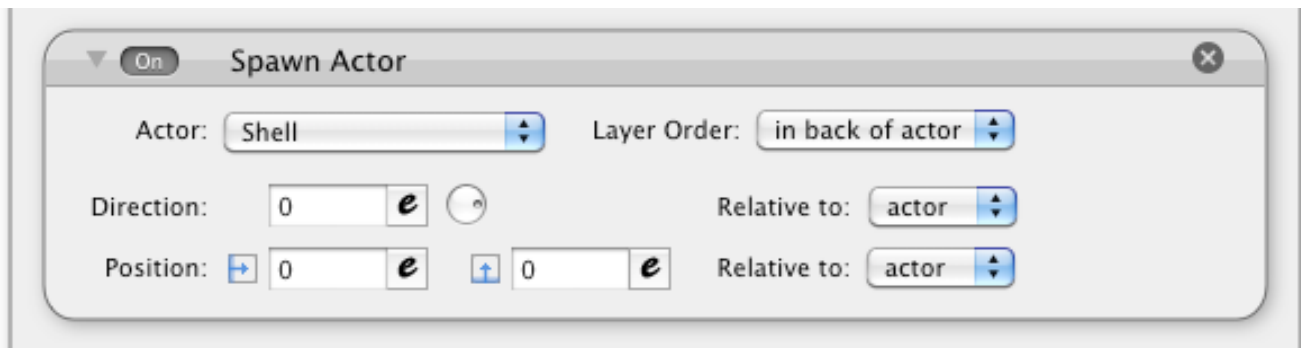 On Spawn Actor
Actor: Shell Layer Order: in back of actor
Direction: 0 e Relative to: actor
Position: 0 e 0 e Relative to: actor